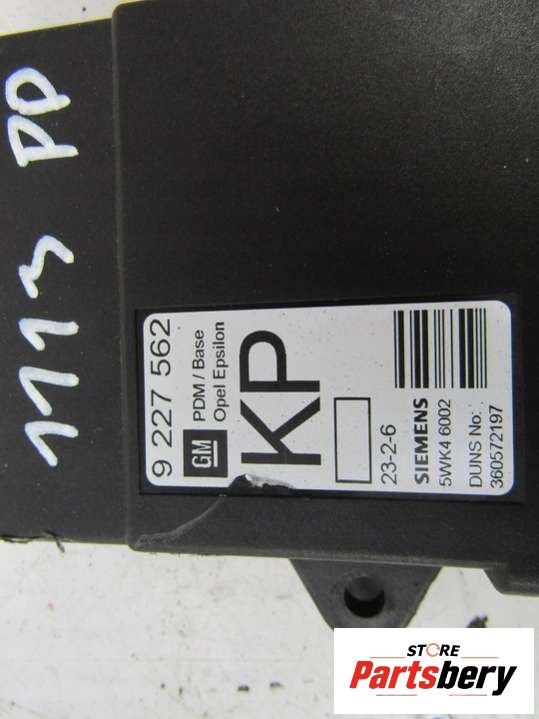 1113 PP
9 227 562
GM
PDM / Base
Opel Epsilon
KP
23-2-6
SIEMENS
5WK4 6002
DUNS No:
360572197
STORE
Partsbery